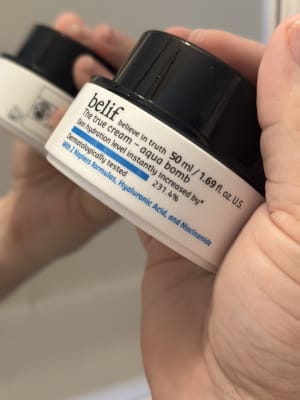 belif believe in truth 50 ml / 1.69 fl. oz. U.S
The true cream - aqua bomb
Skin hydration level instantly increased by*
231.4%
Dermatologically tested
With 2 Napiers Formulas, Hyaluronic Acid, and Niacinamide